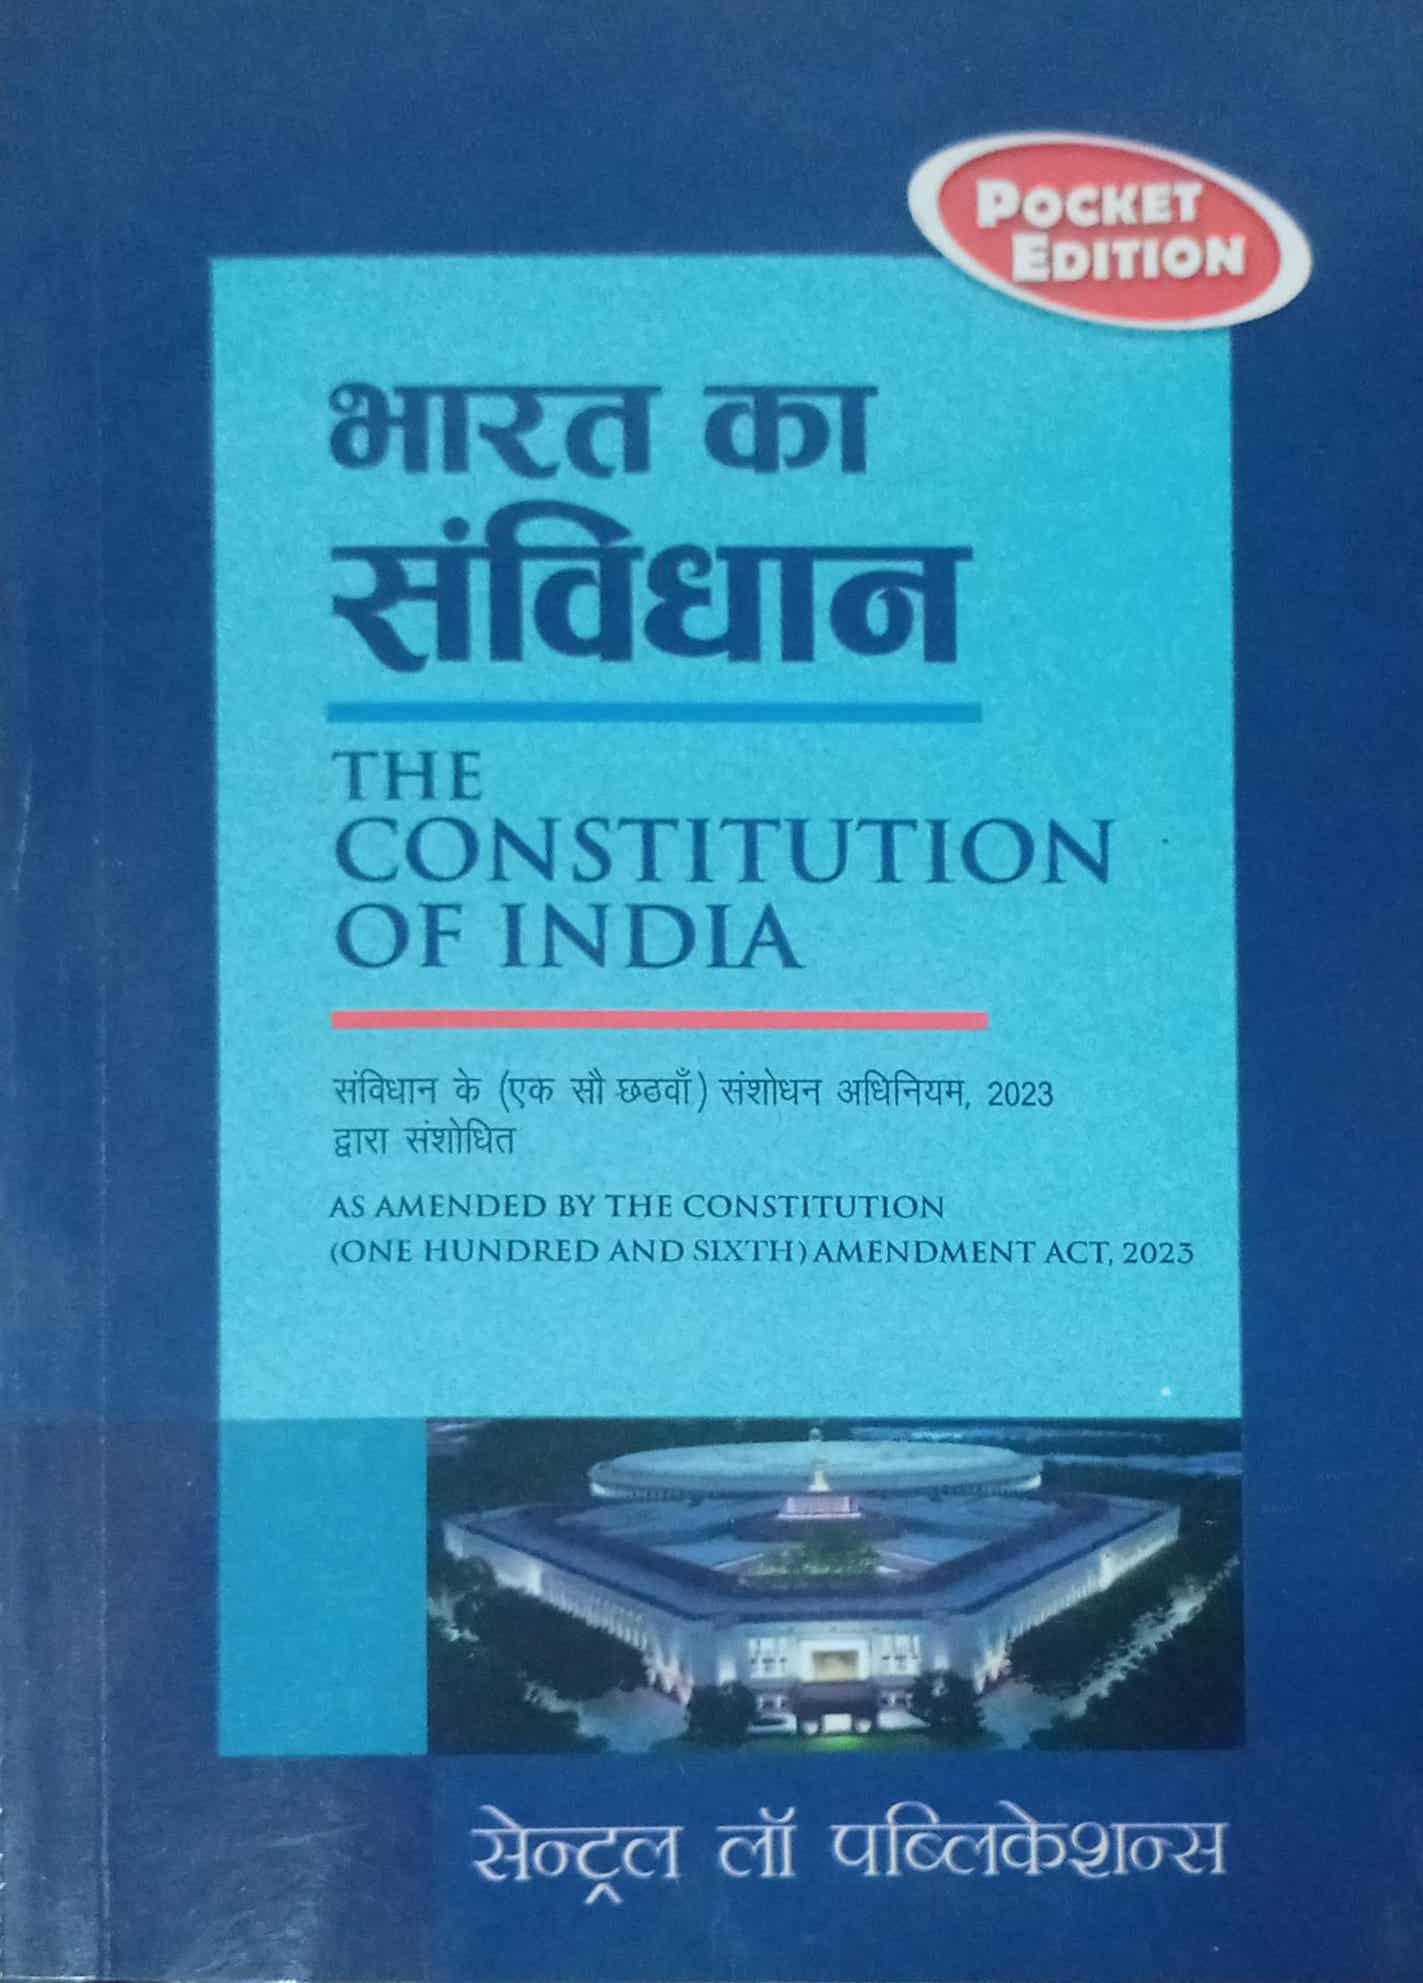 POCKET
EDITION
भारत का
संविधान
THE
CONSTITUTION
OF INDIA
संविधान के (एक सौ छठवाँ) संशोधन अधिनियम, 2023
द्वारा संशोधित
AS AMENDED BY THE CONSTITUTION
(ONE HUNDRED AND SIXTH) AMENDMENT ACT, 2023
सेन्ट्रल लॉ पब्लिकेशन्स